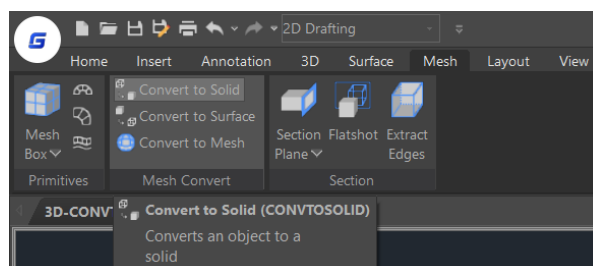 G
2D Drafting
Home Insert Annotation 3D Surface Mesh Layout View
Mesh
Box
Convert to Solid
Convert to Surface
Convert to Mesh
Section
Plane
Flatshot
Extract
Edges
Primitives Mesh Convert Section
3D-CONV
Convert to Solid (CONVTOSOLID)
Converts an object to a
solid